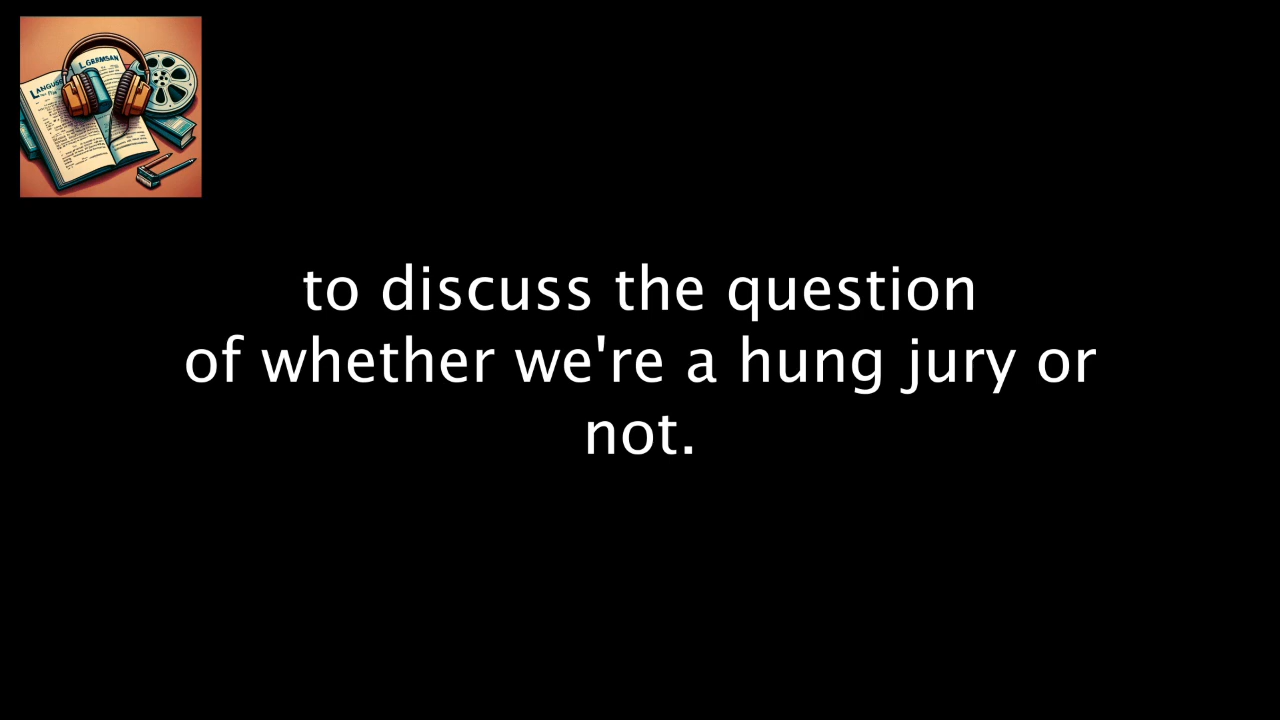 to discuss the question
of whether we're a hung jury or
not.